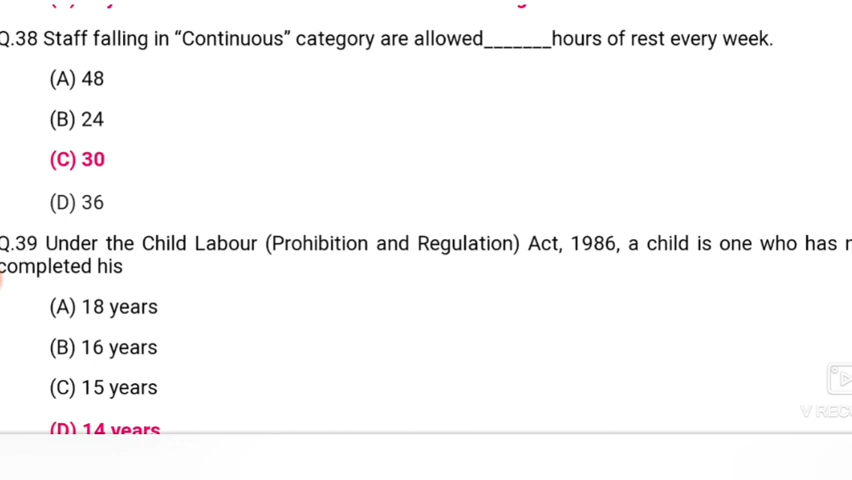 Q.38 Staff falling in “Continuous” category are allowed_______hours of rest every week.
(A) 48
(B) 24
(C) 30
(D) 36
Q.39 Under the Child Labour (Prohibition and Regulation) Act, 1986, a child is one who has
completed his
(A) 18 years
(B) 16 years
(C) 15 years
(D) 14 years